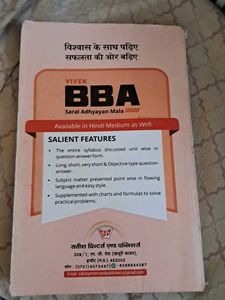 विश्वास के साथ पढ़िए
सफलता की ओर बढ़िए
VIVEK
BBA
Saral Adhyayan Mala
Available in Hindi Medium as Well
SALIENT FEATURES
• The entire syllabus discussed unit wise in
question-answer form.
• Long, short, very short & Objective type question-
answer.
• Subject matter presented point wise in flowing
language and easy style.
• Supplemented with charts and formulas to solve
practical problems.
सतीश प्रिन्टर्स एण्ड पब्लिशर्स
इन्दौर (म.प्र.) 452002